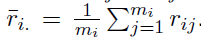 r̄ᵢ. = 1/mᵢ ∑ⱼ₌₁^{mᵢ} rᵢⱼ.